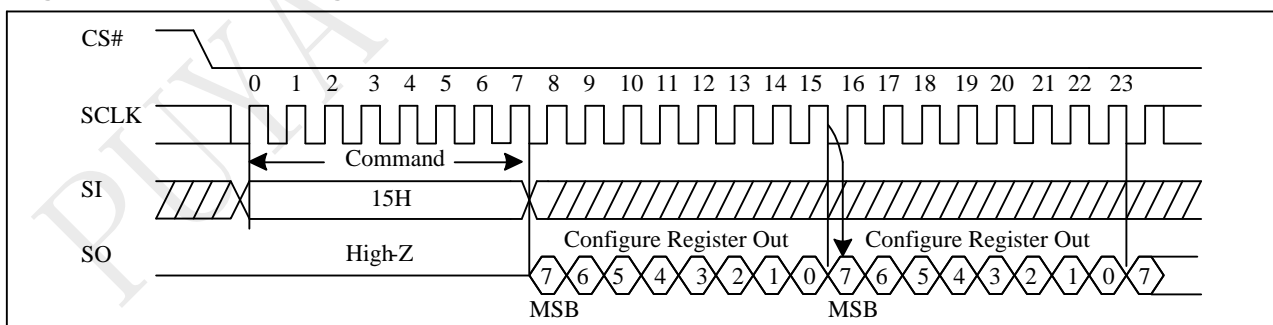 CS#
0 1 2 3 4 5 6 7 8 9 10 11 12 13 14 15 16 17 18 19 20 21 22 23
SCLK
Command
SI
15H
Configure Register Out Configure Register Out
SO
High-Z
7 6 5 4 3 2 1 0 7 6 5 4 3 2 1 0 7
MSB MSB
PUYA